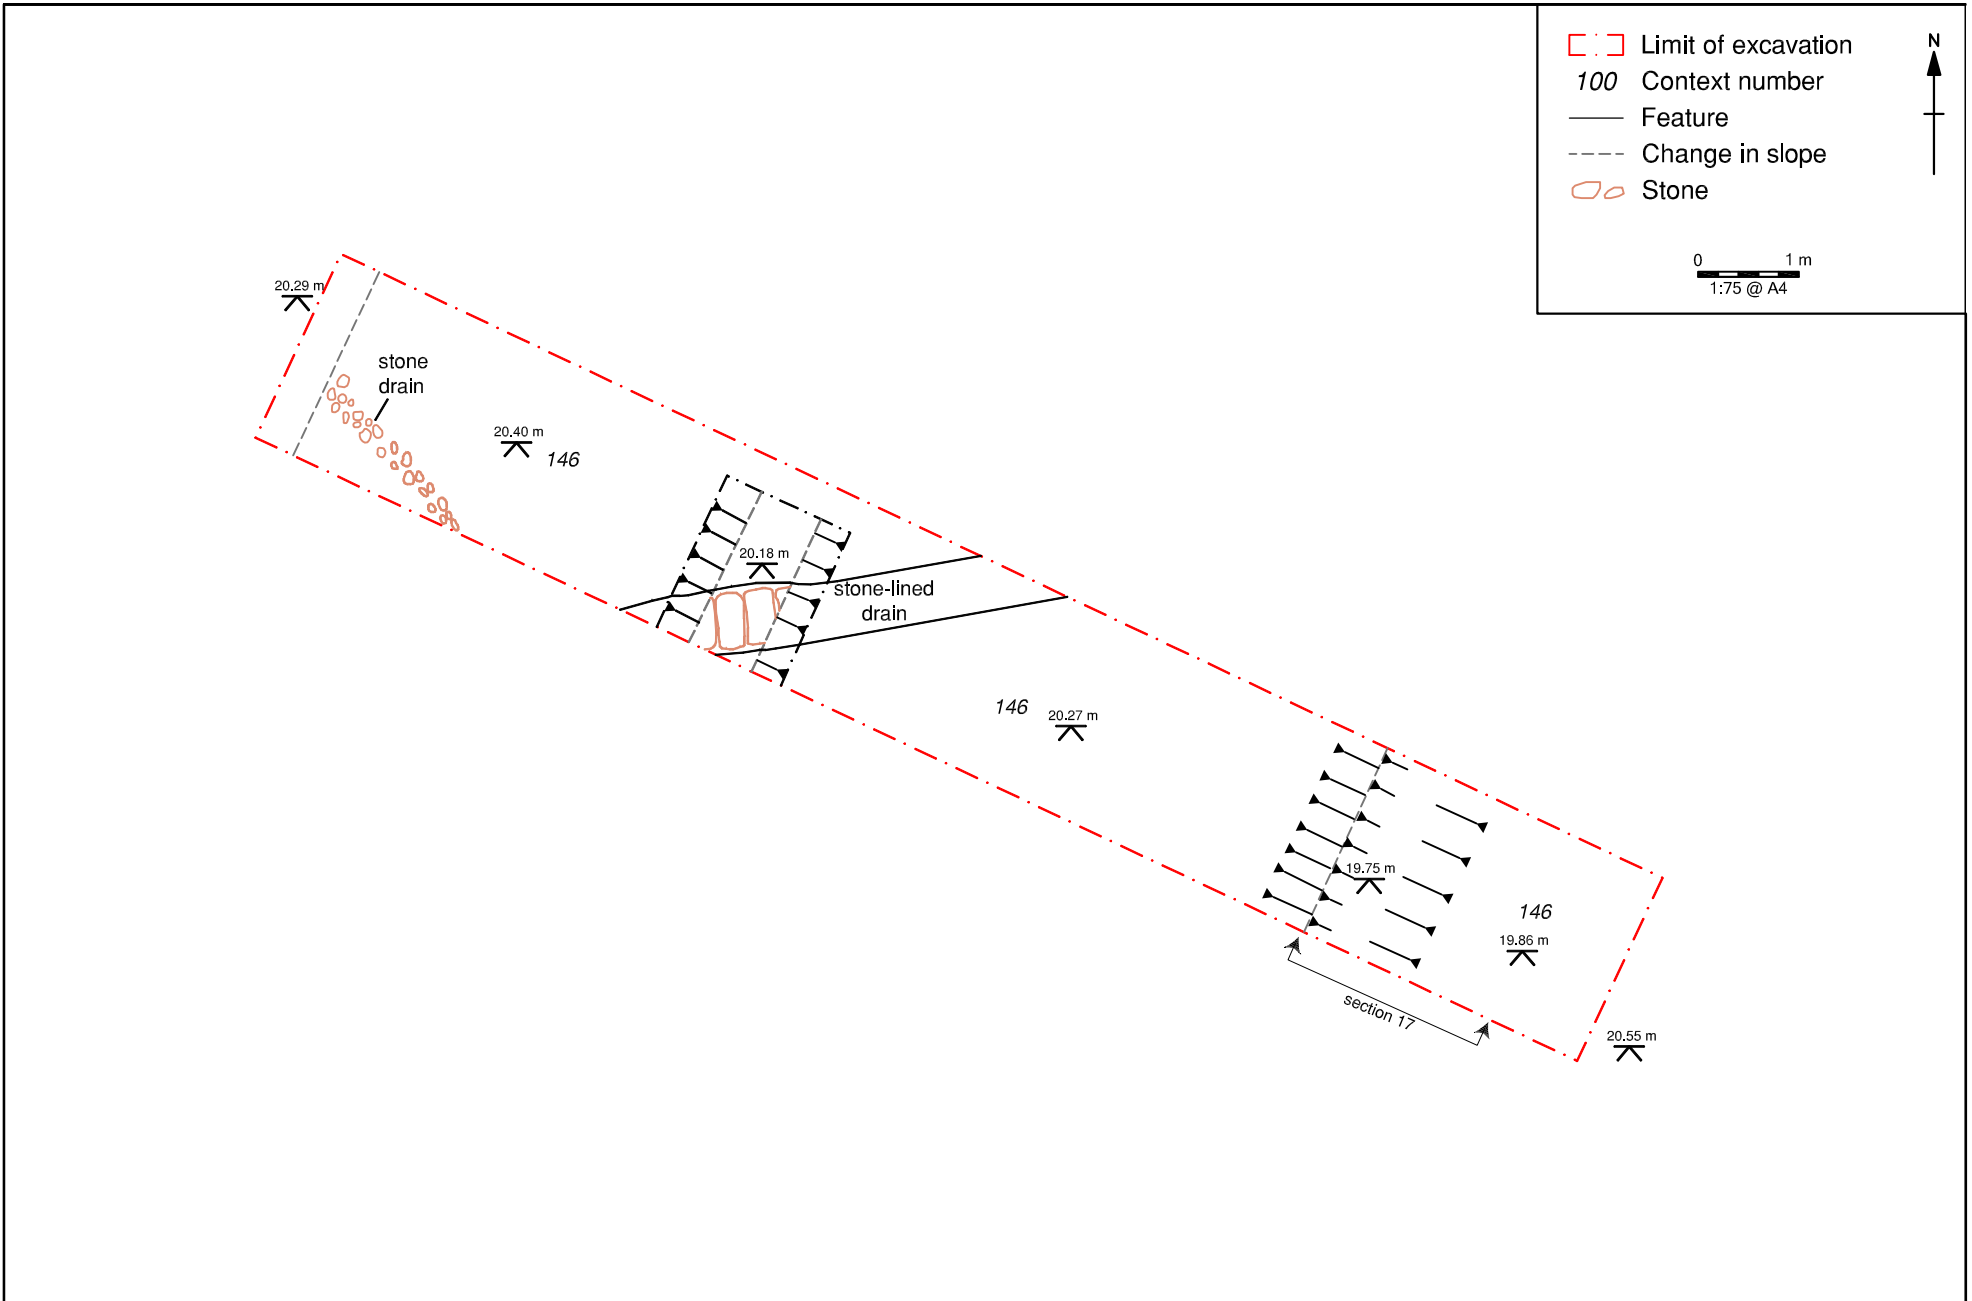 Limit of excavation
N
100 Context number
Feature
Change in slope
Stone
0 1 m
1:75 @ A4
20.29 m
stone
drain
20.40 m
146
20.18 m
stone-lined
drain
146
20.27 m
19.75 m
146
19.86 m
section 17
20.55 m